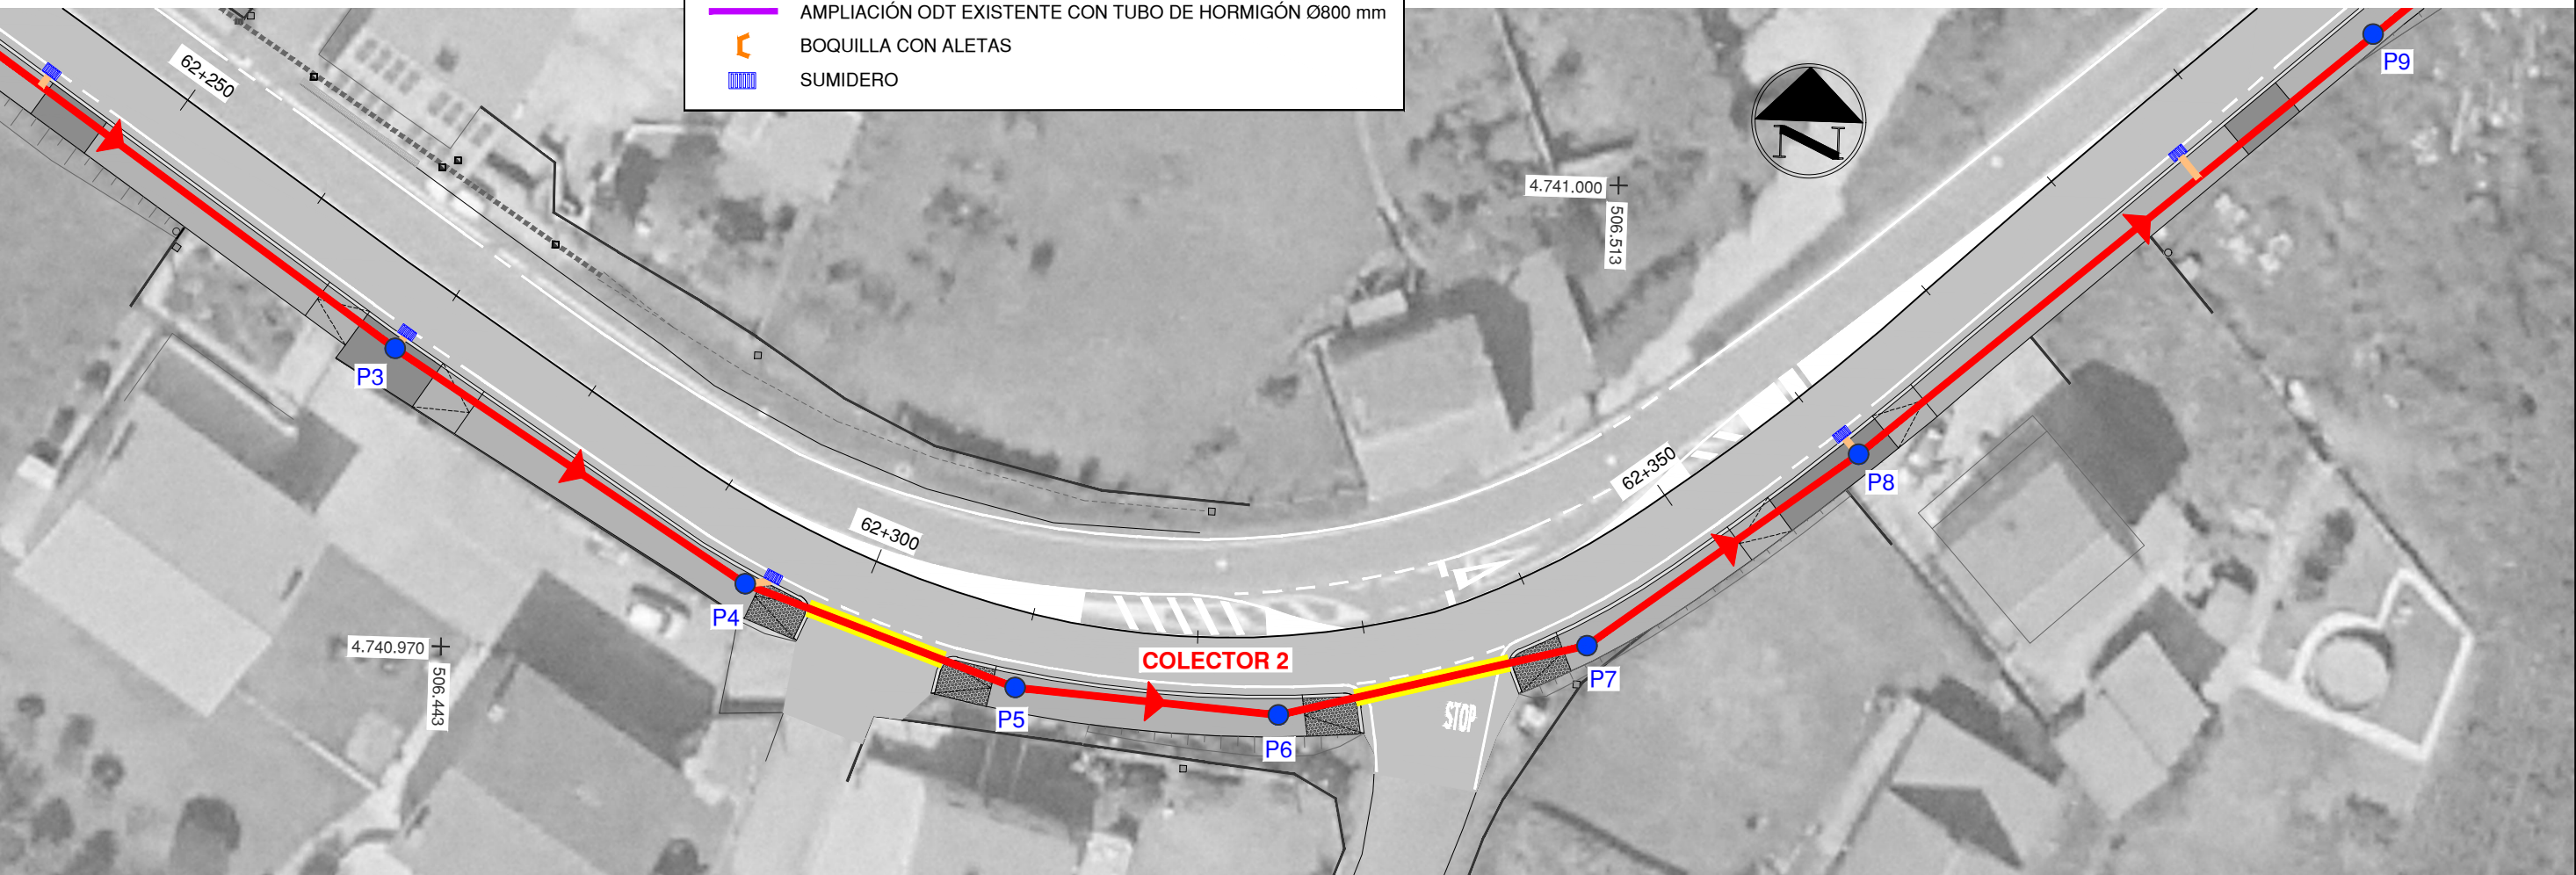 AMPLIACIÓN ODT EXISTENTE CON TUBO DE HORMIGÓN Ø800 mm
BOQUILLA CON ALETAS
SUMIDERO
62+250
N
P9
4.741.000
506.513
P3
62+350
P8
62+300
P4
4.740.970
506.443
COLECTOR 2
P7
P5
STOP
P6